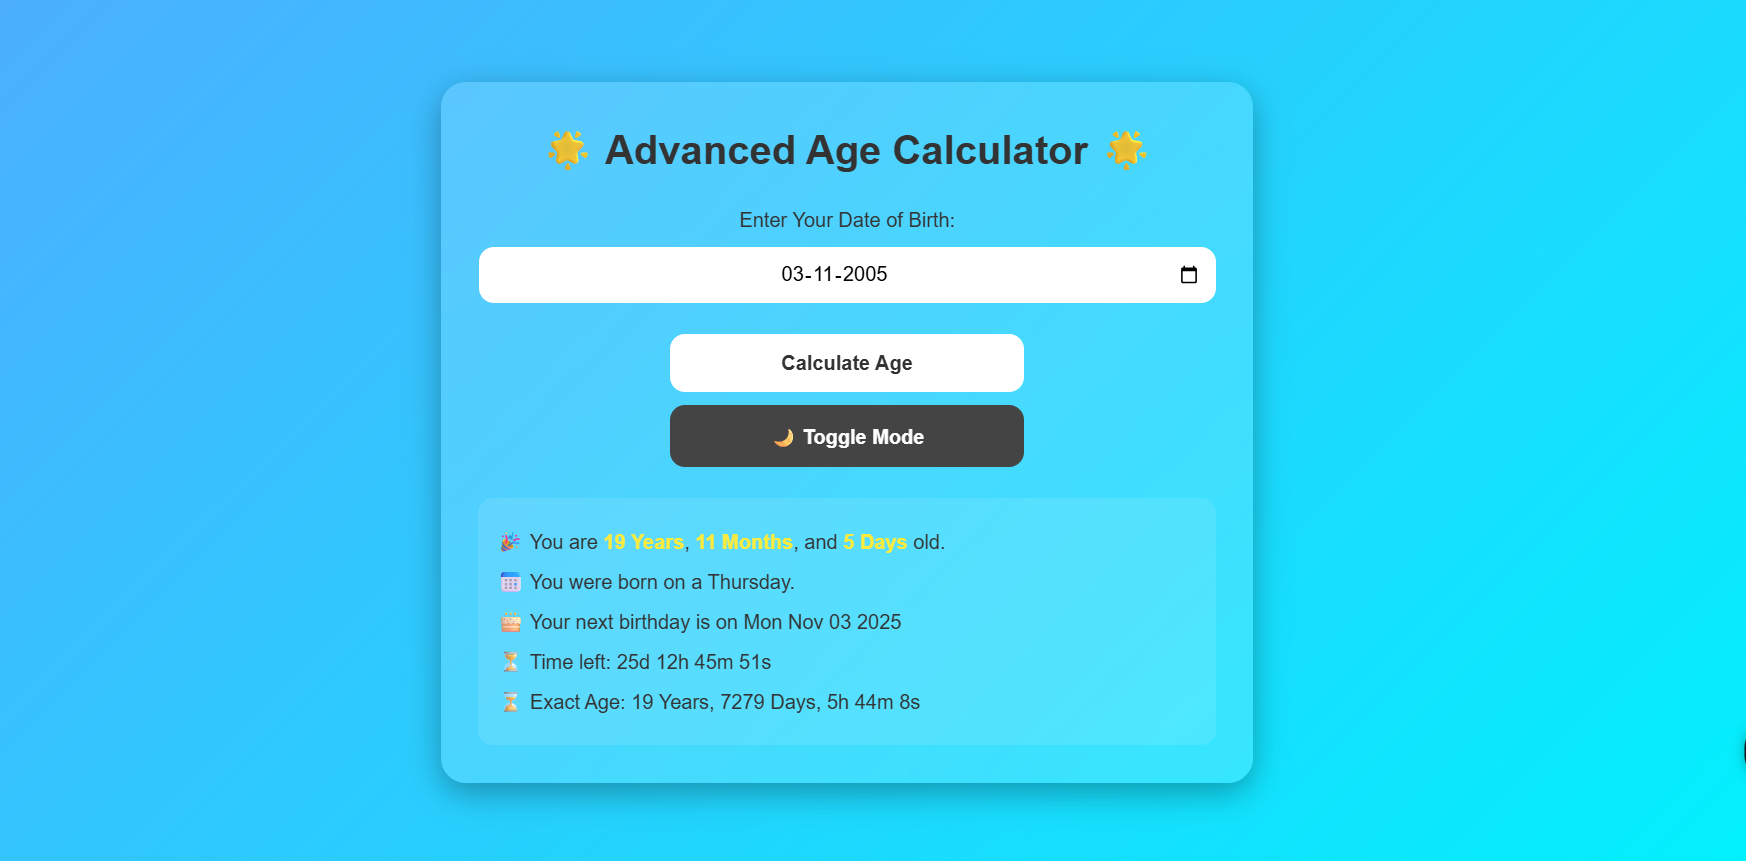 🌟 Advanced Age Calculator 🌟
Enter Your Date of Birth:
03-11-2005
Calculate Age
🌙 Toggle Mode
🎉 You are 19 Years, 11 Months, and 5 Days old.
📅 You were born on a Thursday.
🎂 Your next birthday is on Mon Nov 03 2025
⏳ Time left: 25d 12h 45m 51s
⌛ Exact Age: 19 Years, 7279 Days, 5h 44m 8s